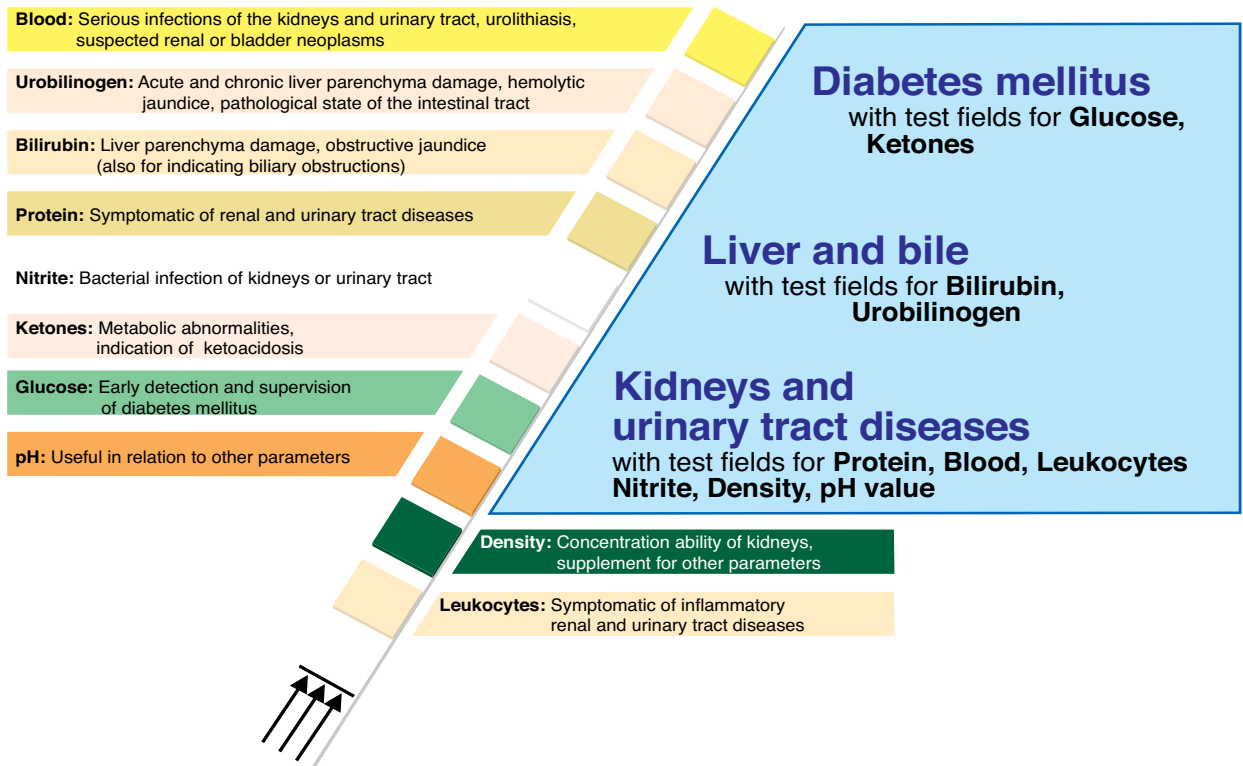 Blood: Serious infections of the kidneys and urinary tract, urolithiasis,
suspected renal or bladder neoplasms
Urobilinogen: Acute and chronic liver parenchyma damage, hemolytic
jaundice, pathological state of the intestinal tract
Bilirubin: Liver parenchyma damage, obstructive jaundice
(also for indicating biliary obstructions)
Protein: Symptomatic of renal and urinary tract diseases
Nitrite: Bacterial infection of kidneys or urinary tract
Ketones: Metabolic abnormalities,
indication of ketoacidosis
Glucose: Early detection and supervision
of diabetes mellitus
pH: Useful in relation to other parameters
Density: Concentration ability of kidneys,
supplement for other parameters
Leukocytes: Symptomatic of inflammatory
renal and urinary tract diseases
Diabetes mellitus
with test fields for Glucose,
Ketones
Liver and bile
with test fields for Bilirubin,
Urobilinogen
Kidneys and
urinary tract diseases
with test fields for Protein, Blood, Leukocytes
Nitrite, Density, pH value